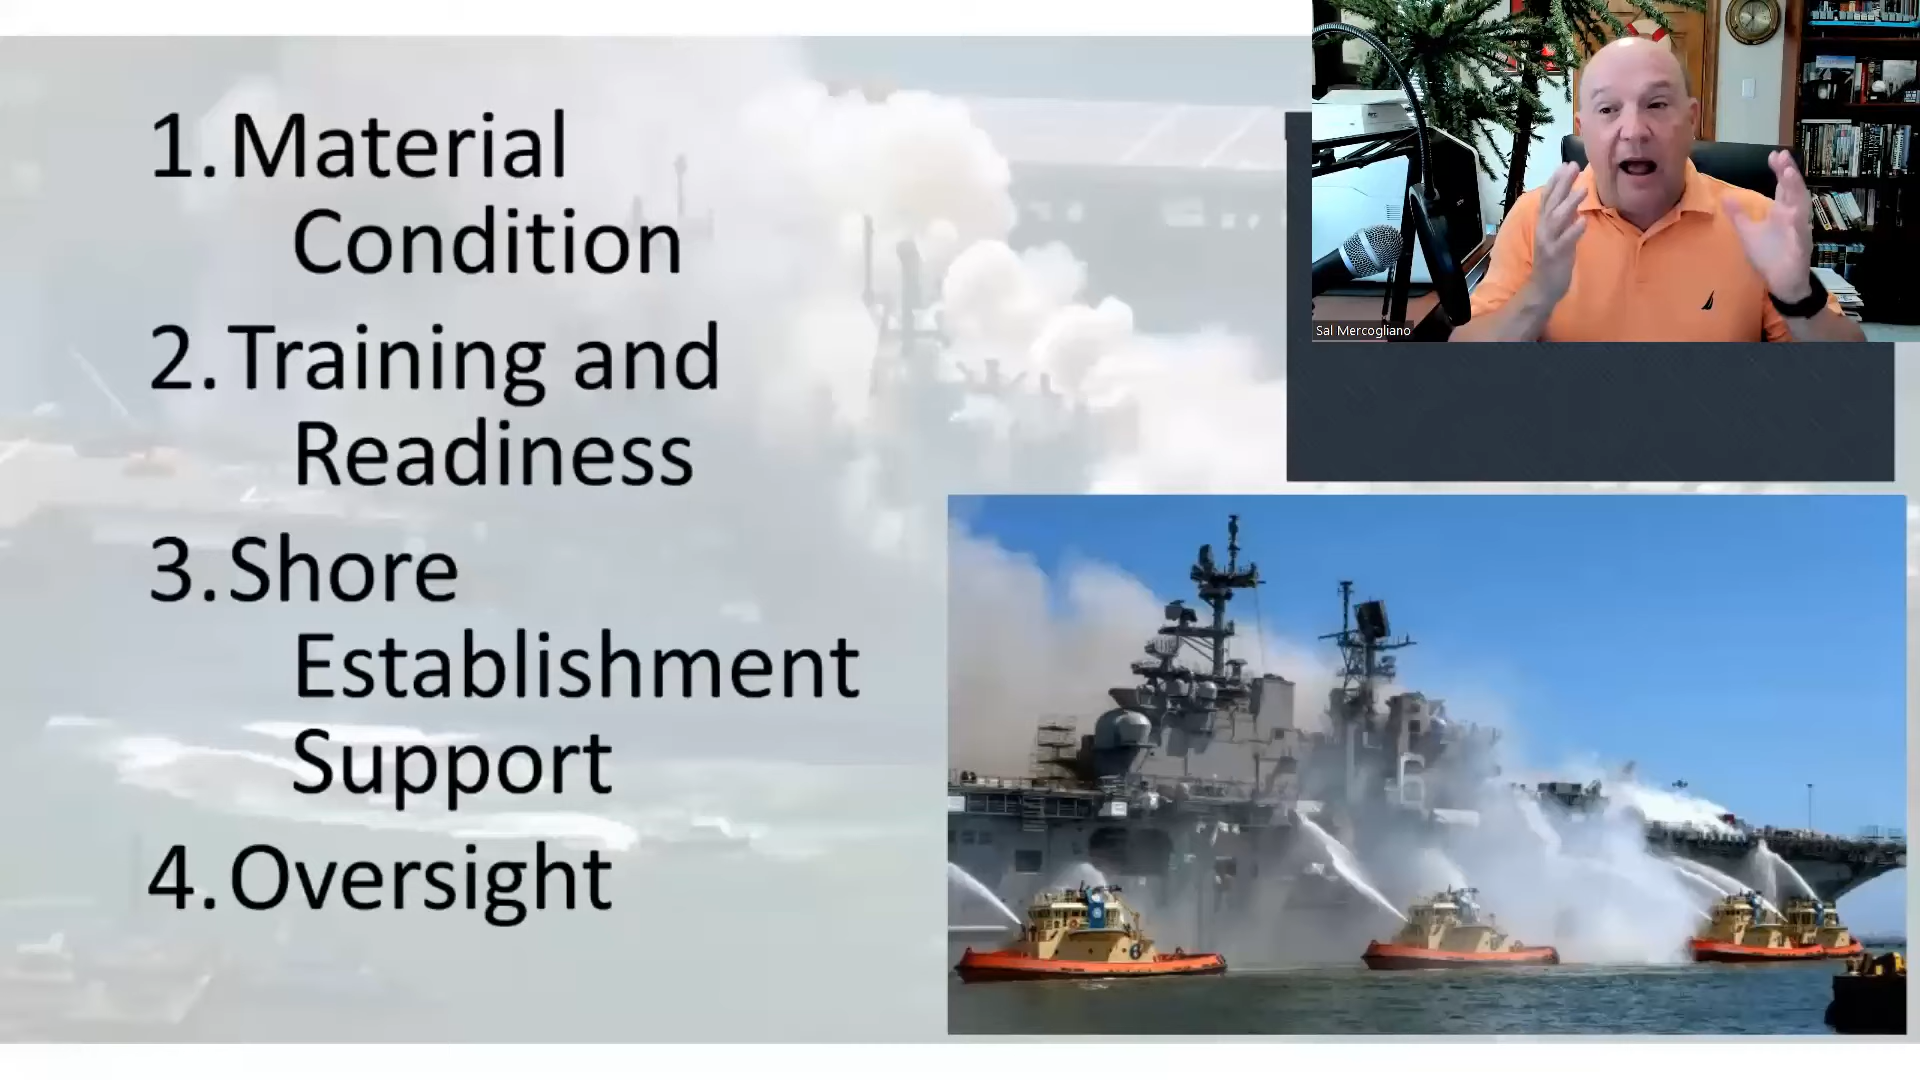 1. Material
Condition
2. Training and
Readiness
3. Shore
Establishment
Support
4. Oversight
Sal Mercogliano